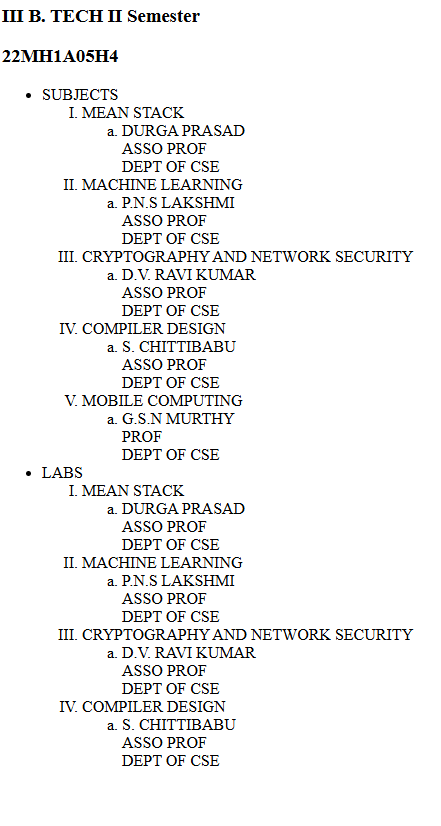 III B. TECH II Semester
22MH1A05H4
• SUBJECTS
I. MEAN STACK
a. DURGA PRASAD
ASSO PROF
DEPT OF CSE
II. MACHINE LEARNING
a. P.N.S LAKSHMI
ASSO PROF
DEPT OF CSE
III. CRYPTOGRAPHY AND NETWORK SECURITY
a. D.V. RAVI KUMAR
ASSO PROF
DEPT OF CSE
IV. COMPILER DESIGN
a. S. CHITTIBABU
ASSO PROF
DEPT OF CSE
V. MOBILE COMPUTING
a. G.S.N MURTHY
PROF
DEPT OF CSE
• LABS
I. MEAN STACK
a. DURGA PRASAD
ASSO PROF
DEPT OF CSE
II. MACHINE LEARNING
a. P.N.S LAKSHMI
ASSO PROF
DEPT OF CSE
III. CRYPTOGRAPHY AND NETWORK SECURITY
a. D.V. RAVI KUMAR
ASSO PROF
DEPT OF CSE
IV. COMPILER DESIGN
a. S. CHITTIBABU
ASSO PROF
DEPT OF CSE